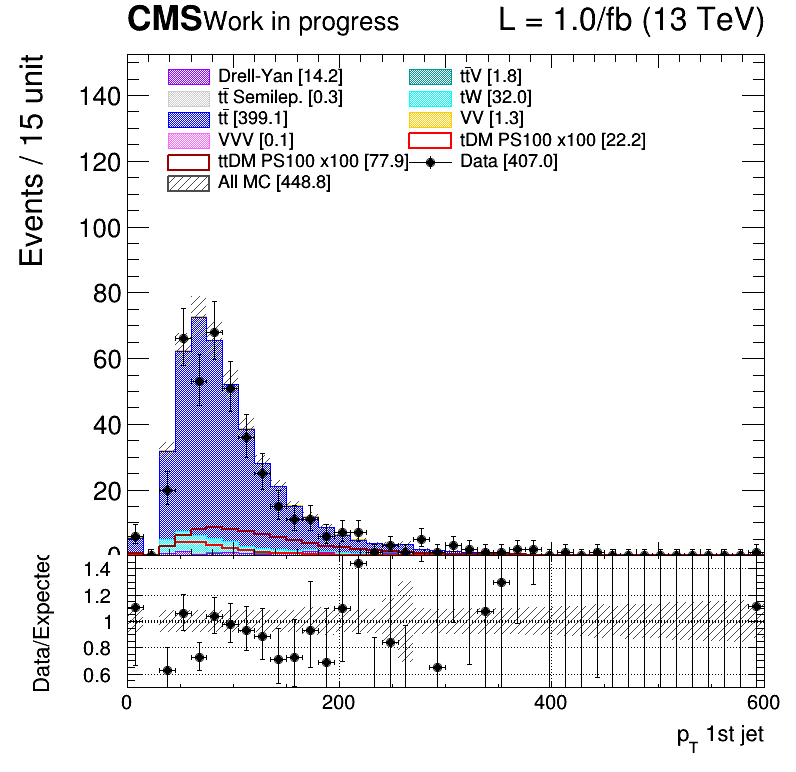 CMS Work in progress L = 1.0/fb (13 TeV)
Drell-Yan [14.2] tt̄V [1.8]
tt̄ Semilep. [0.3] tW [32.0]
tt̄ [399.1] VV [1.3]
VVV [0.1] tDM PS100 x100 [22.2]
ttDM PS100 x100 [77.9] Data [407.0]
All MC [448.8]
Events / 15 unit
140
120
100
80
60
40
20
0
Data/Expected
1.4
1.2
1
0.8
0.6
0 200 400 600
p_T 1st jet